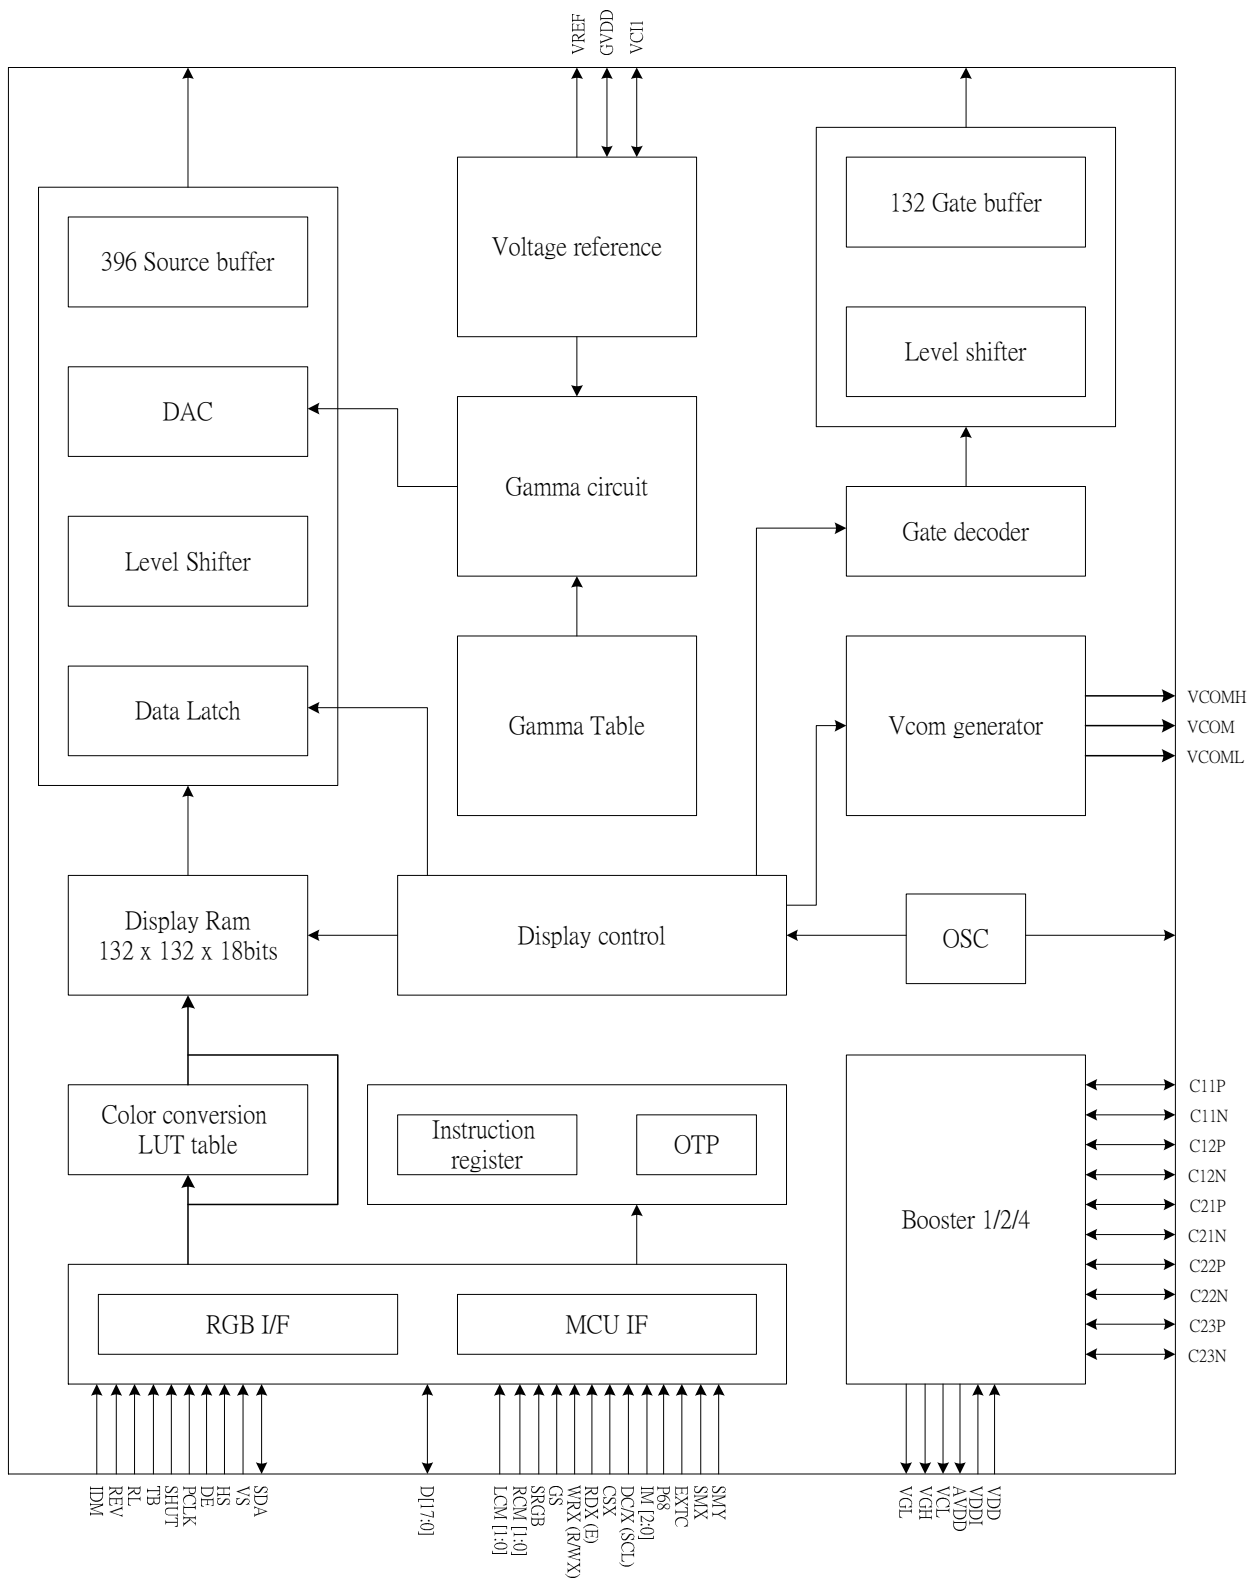 VREF
GVDD
VCI1
396 Source buffer
DAC
Level Shifter
Data Latch
Voltage reference
Gamma circuit
Gamma Table
132 Gate buffer
Level shifter
Gate decoder
Vcom generator
VCOMH
VCOM
VCOML
Display Ram
132 x 132 x 18bits
Display control
OSC
Color conversion
LUT table
Instruction
register
OTP
Booster 1/2/4
C11P
C11N
C12P
C12N
C21P
C21N
C22P
C22N
C23P
C23N
RGB I/F
MCU IF
IDM
REV
RL
TB
SHUT
PCLK
DE
HS
VS
SDA
D[17:0]
LCM [1:0]
RCM [1:0]
SRGB
GS
WRX (R/WX)
RDX (E)
CSX
DC/X (SCL)
IM [2:0]
P68
EXTC
SMX
SMY
VGL
VGH
VCL
AVDD
VDDI
VDD